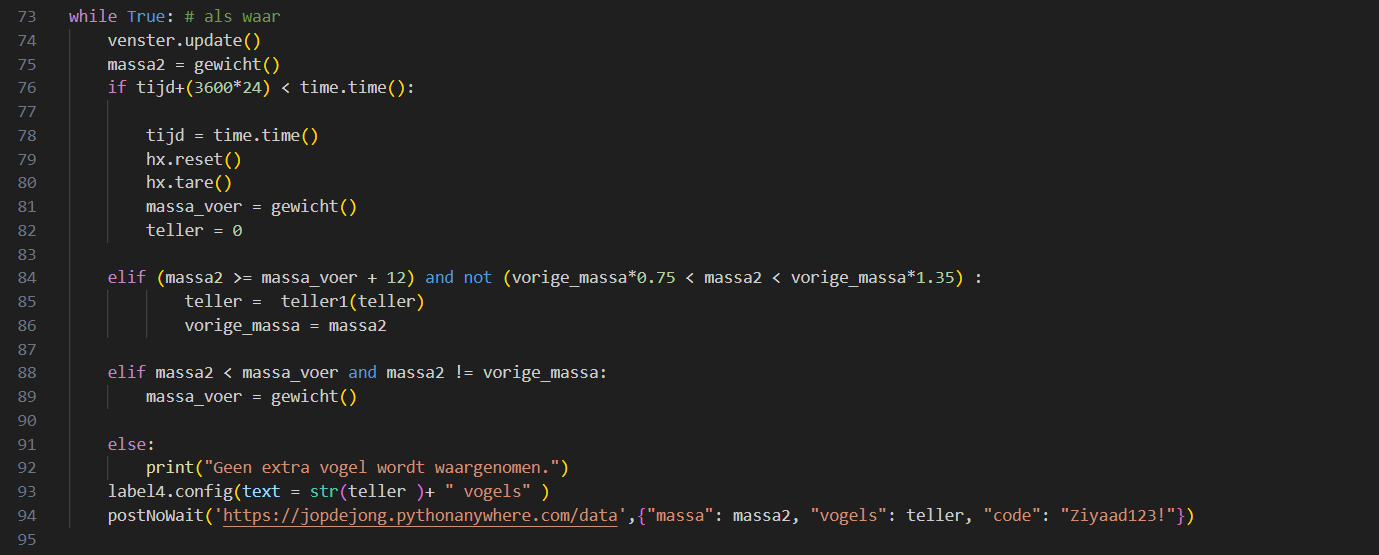 73 while True: # als waar
74     venster.update()
75     massa2 = gewicht()
76     if tijd+(3600*24) < time.time():
77
78         tijd = time.time()
79         hx.reset()
80         hx.tare()
81         massa_voer = gewicht()
82         teller = 0
83
84     elif (massa2 >= massa_voer + 12) and not (vorige_massa*0.75 < massa2 < vorige_massa*1.35) :
85             teller =  teller1(teller)
86             vorige_massa = massa2
87
88     elif massa2 < massa_voer and massa2 != vorige_massa:
89         massa_voer = gewicht()
90
91     else:
92         print("Geen extra vogel wordt waargenomen.")
93     label4.config(text = str(teller )+ " vogels" )
94     postNoWait('https://jopdejong.pythonanywhere.com/data',{"massa": massa2, "vogels": teller, "code": "Ziyaad123!"})
95